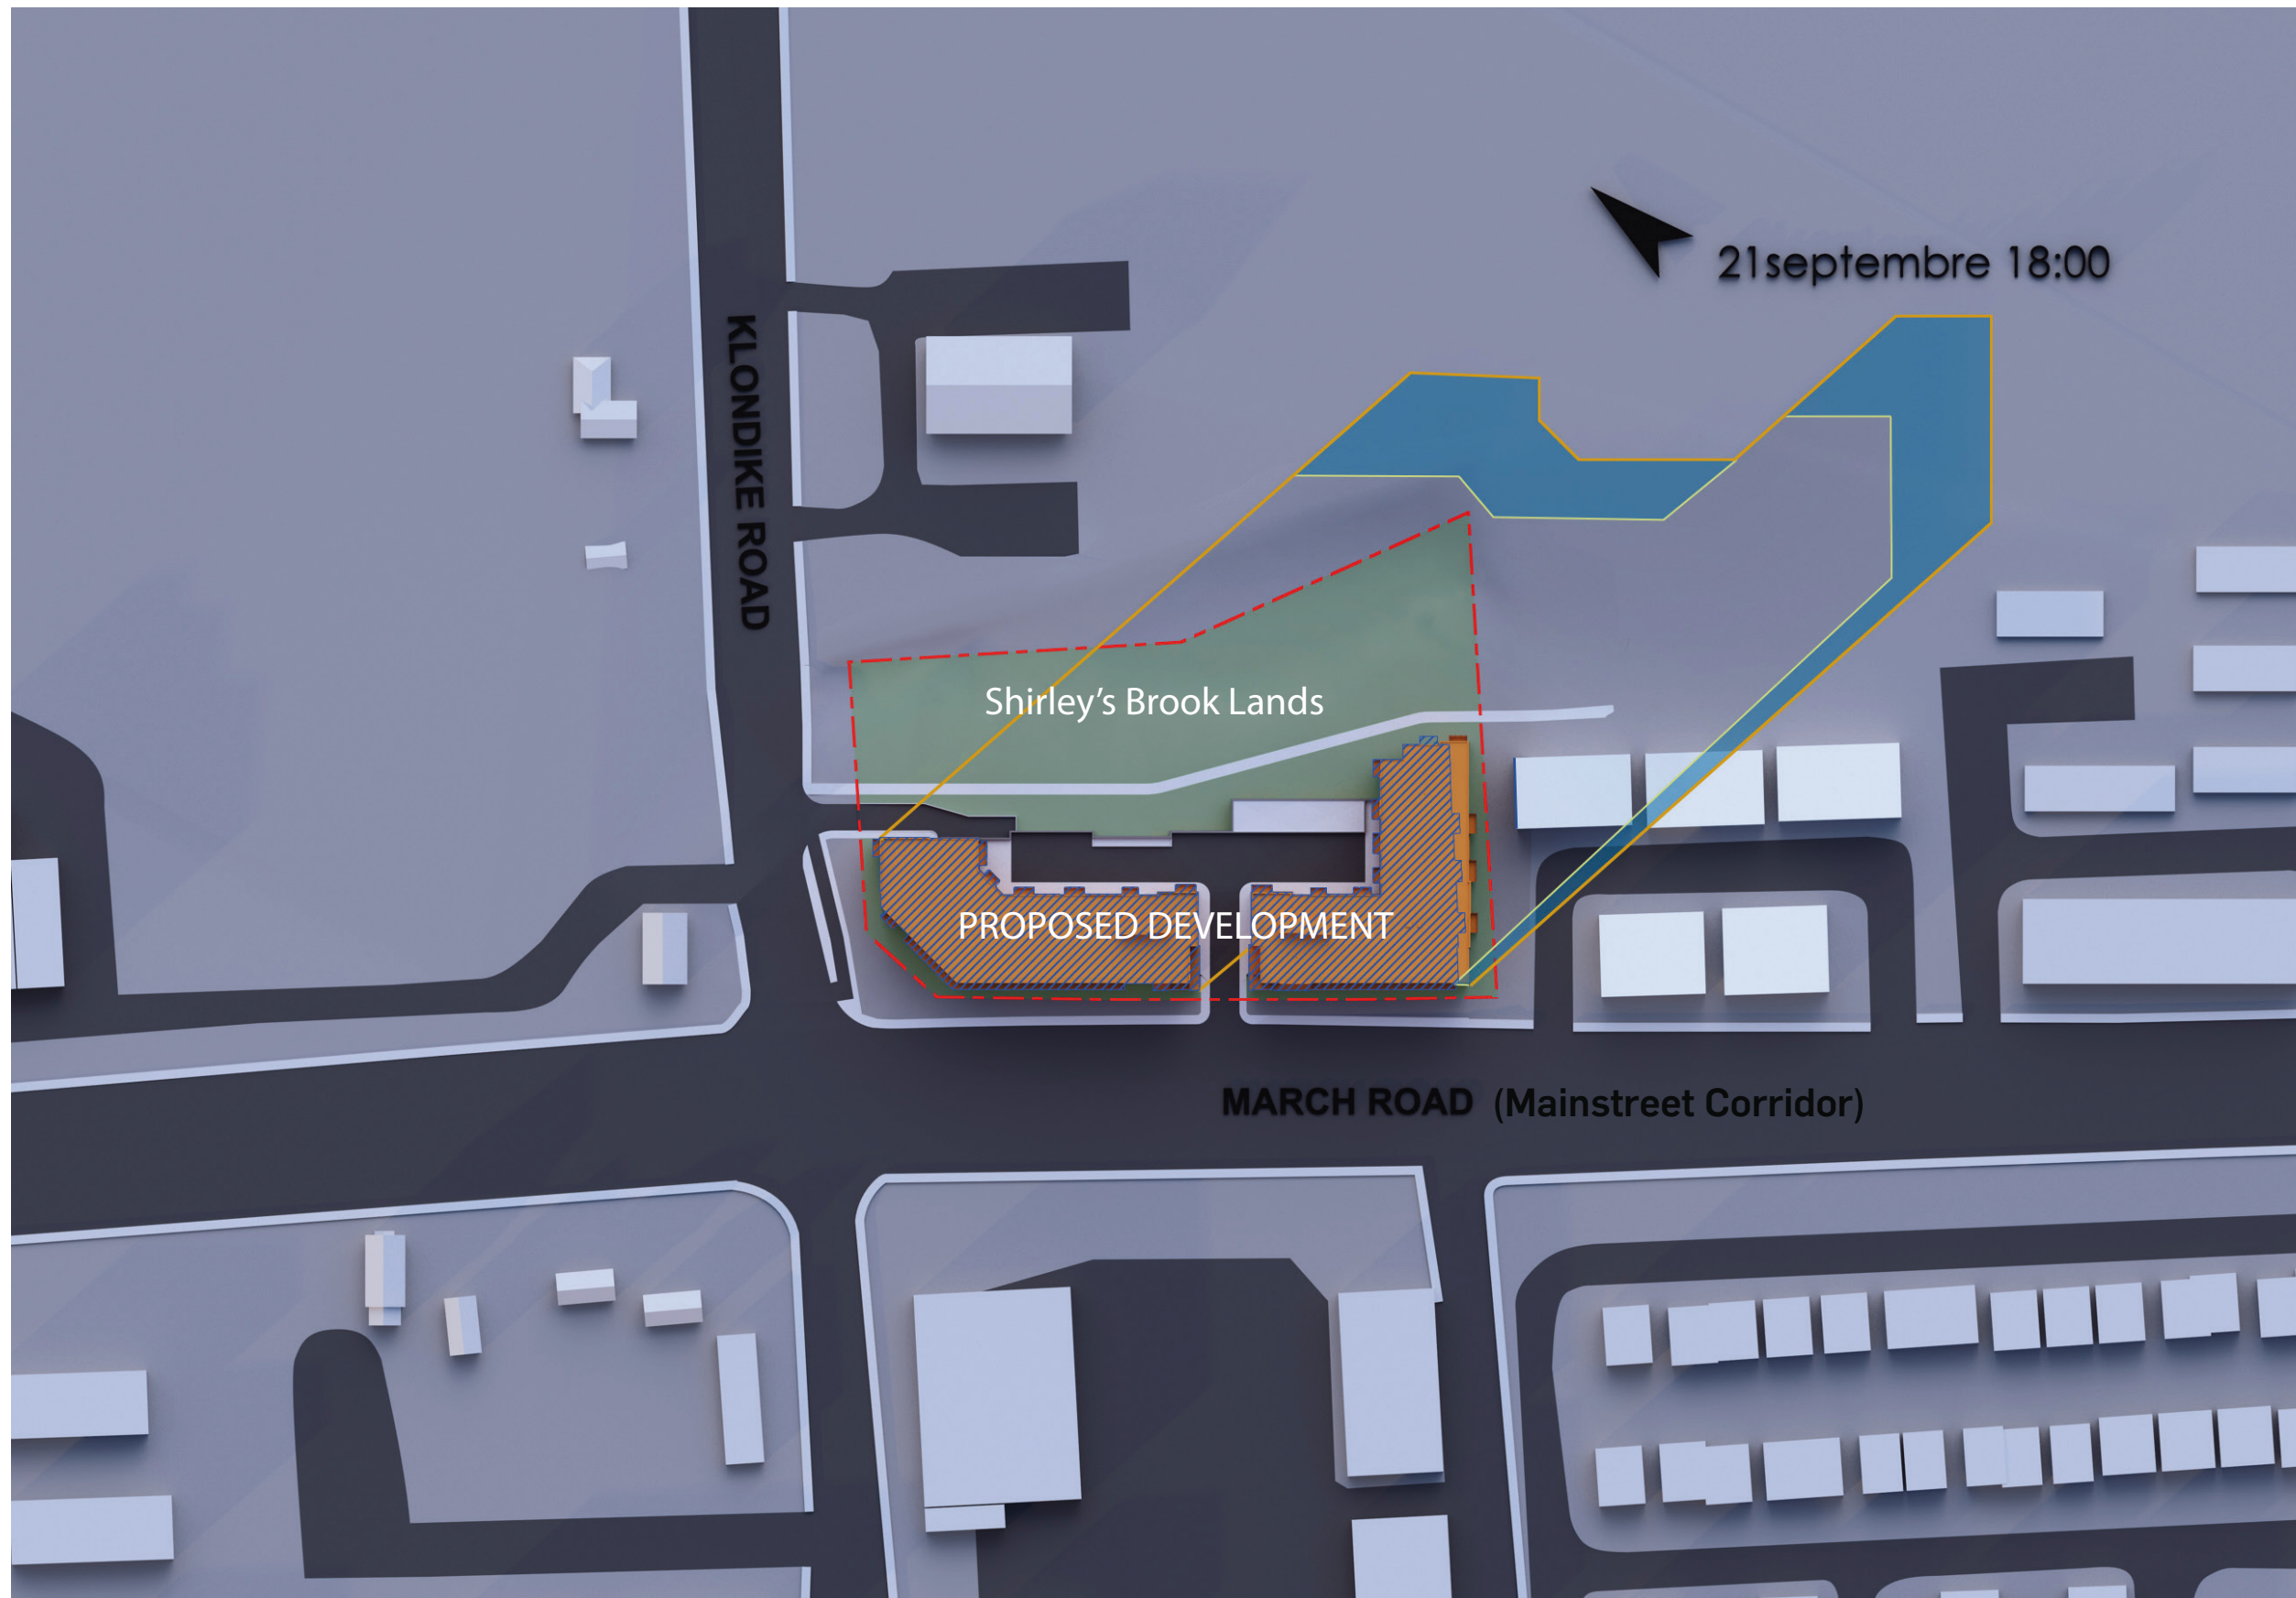 21septembre 18:00
KLONDIKE ROAD
Shirley's Brook Lands
PROPOSED DEVELOPMENT
MARCH ROAD (Mainstreet Corridor)